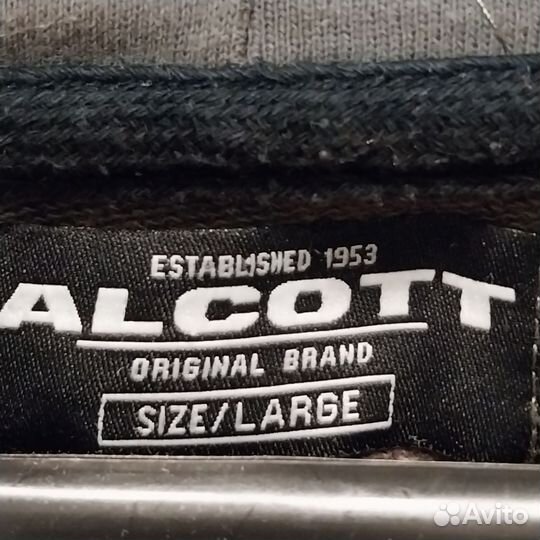 ESTABLISHED 1953
ALCOTT
ORIGINAL BRAND
SIZE/LARGE
Avito